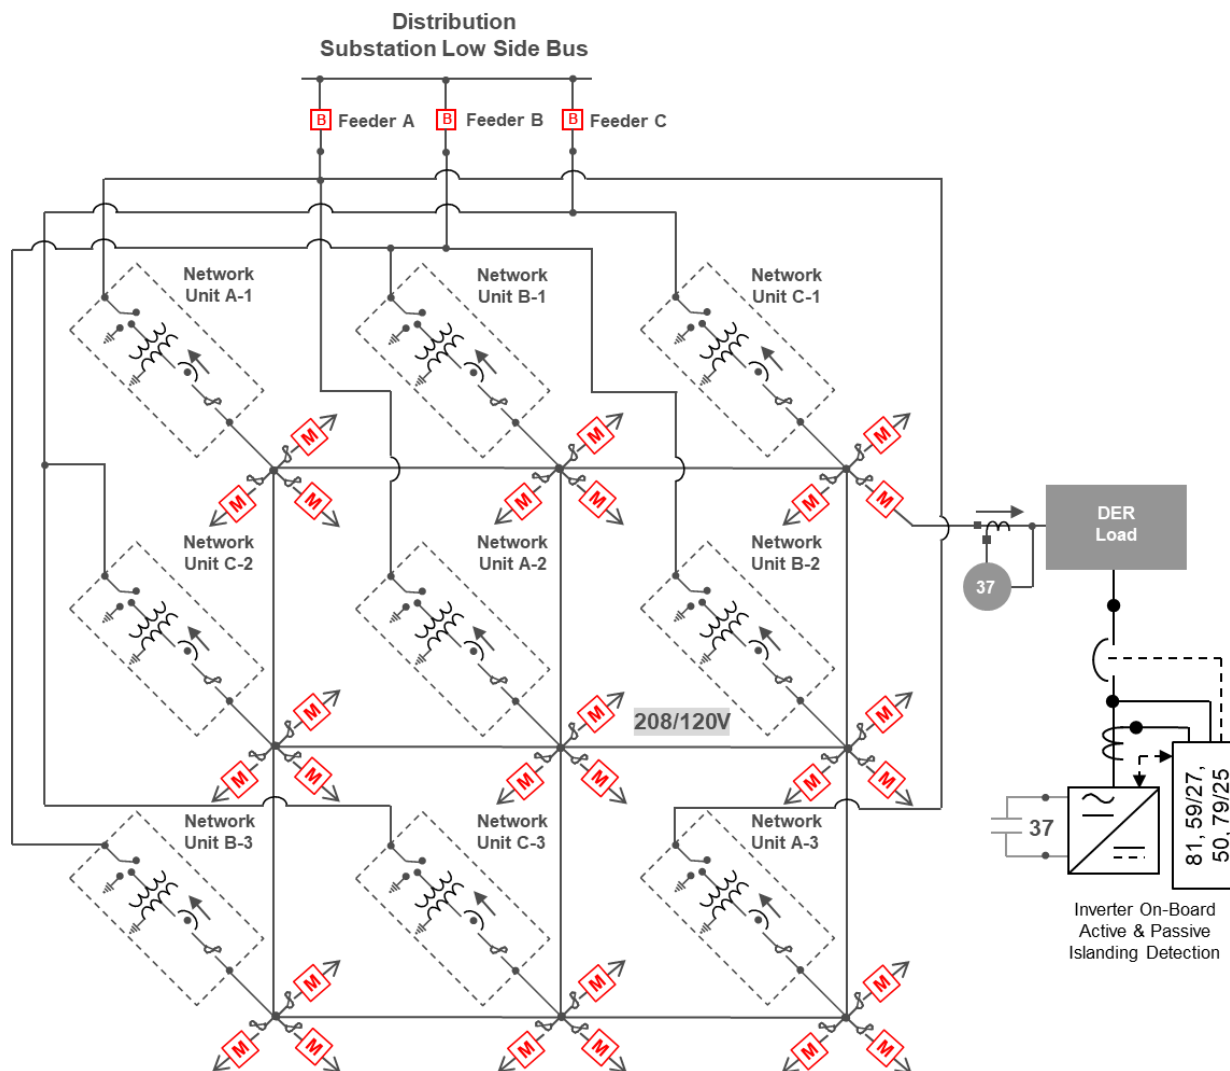 Distribution
Substation Low Side Bus
B
Feeder A
B
Feeder B
B
Feeder C
Network
Unit A-1
Network
Unit B-1
Network
Unit C-1
M
M
M
M
M
M
M
M
M
DER
Load
37
Network
Unit C-2
Network
Unit A-2
Network
Unit B-2
208/120V
M
M
M
M
M
M
M
M
M
37
81, 59/27,
50, 79/25
Network
Unit B-3
Network
Unit C-3
Network
Unit A-3
Inverter On-Board
Active & Passive
Islanding Detection
M
M
M
M
M
M
M
M
M